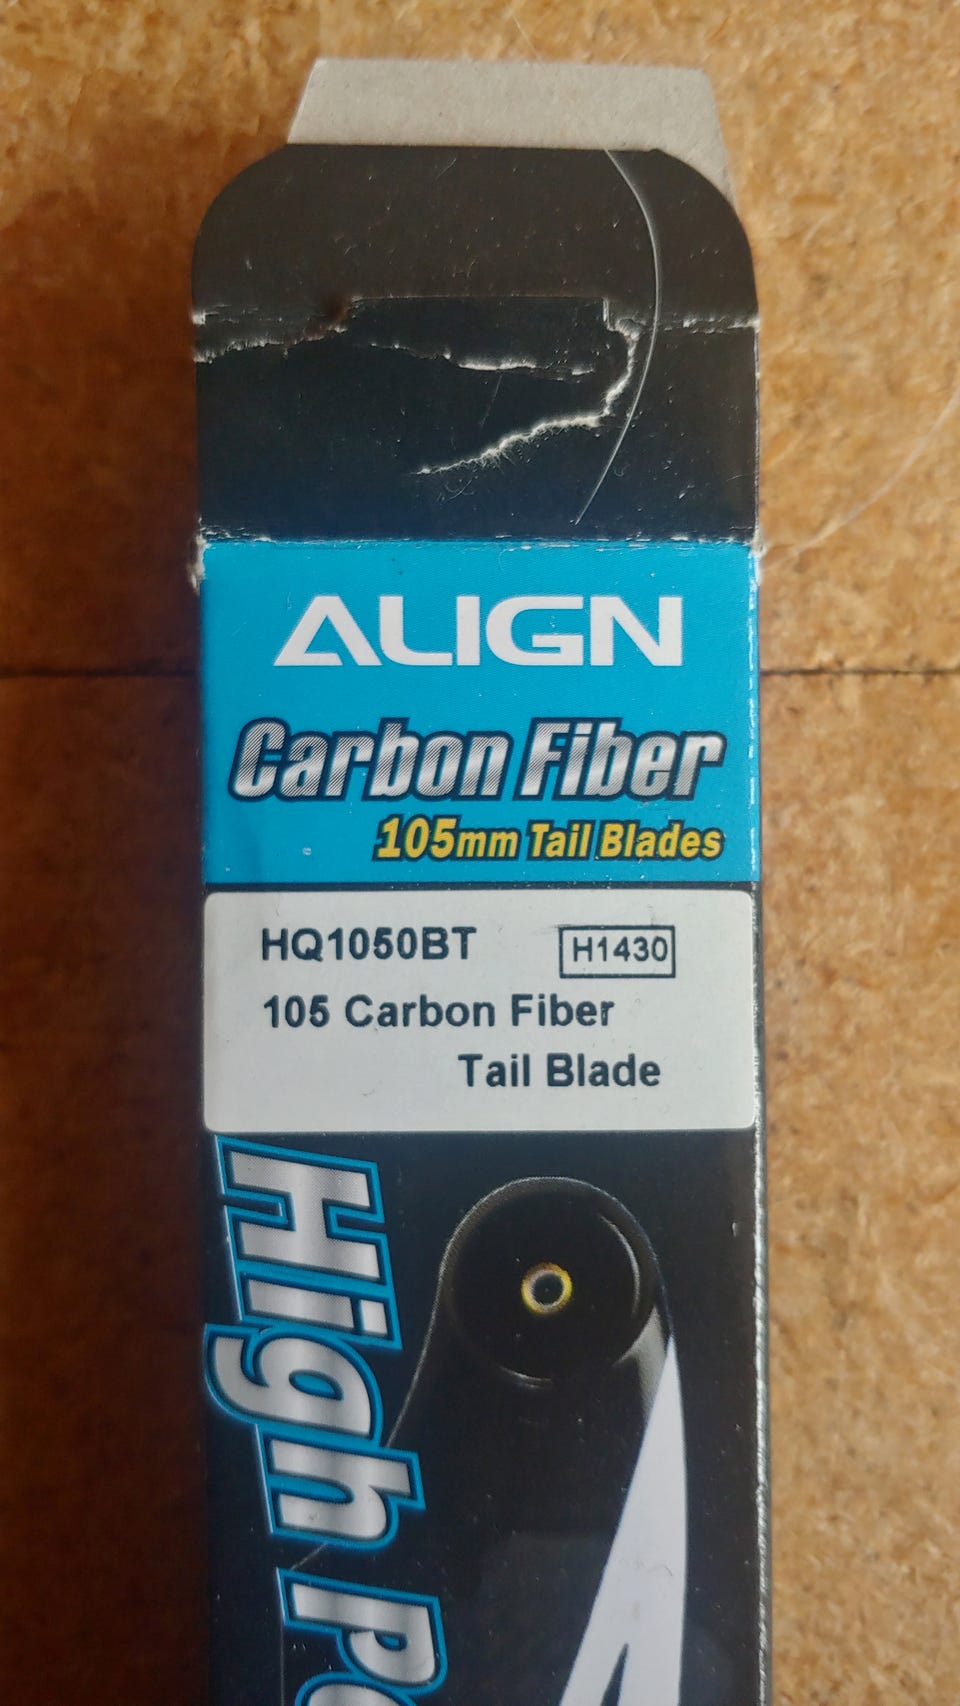 ALIGN
Carbon Fiber
105mm Tail Blades
HQ1050BT H1430
105 Carbon Fiber
Tail Blade
High